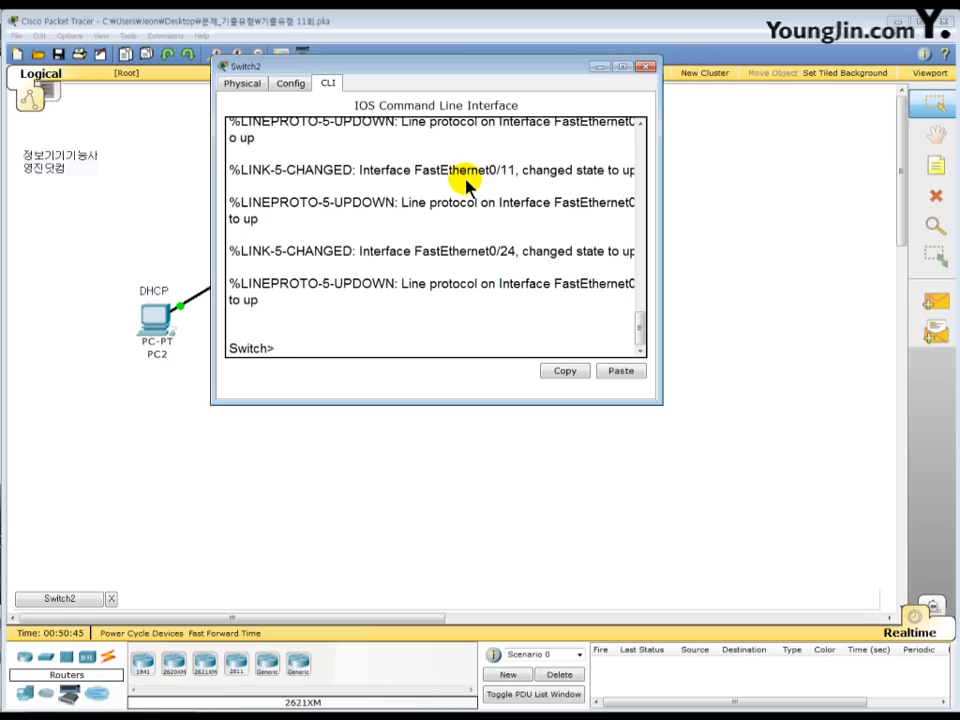 Cisco Packet Tracer - C:\Users\Jeon\Desktop\문제_기출유형\기출유형 11회.pka
YoungJin.com Y.
File Edit Options View Tools Extensions Help
Logical
[Root]
New Cluster
Move Object
Set Tiled Background
Viewport
정보기기기능사
영진닷컴
DHCP
PC-PT
PC2
Switch2
Physical
Config
CLI
IOS Command Line Interface
%LINEPROTO-5-UPDOWN: Line protocol on Interface FastEthernet0
o up
%LINK-5-CHANGED: Interface FastEthernet0/11, changed state to up
%LINEPROTO-5-UPDOWN: Line protocol on Interface FastEthernet0
to up
%LINK-5-CHANGED: Interface FastEthernet0/24, changed state to up
%LINEPROTO-5-UPDOWN: Line protocol on Interface FastEthernet0
to up
Switch>
Copy
Paste
Switch2
X
Time: 00:50:45
Power Cycle Devices Fast Forward Time
Realtime
Routers
1841
2620XM
2621XM
2811
Generic
Generic
2621XM
Scenario 0
New
Delete
Toggle PDU List Window
Fire
Last Status
Source
Destination
Type
Color
Time (sec)
Periodic